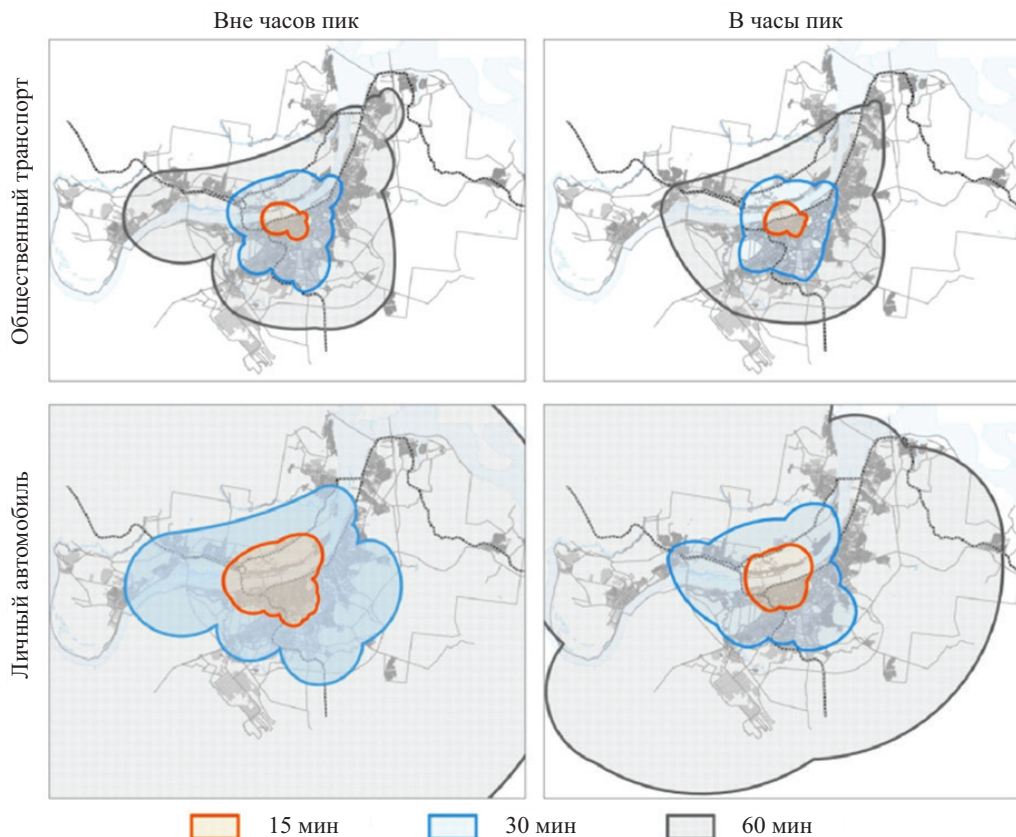 Вне часов пик
В часы пик
Общественный транспорт
Личный автомобиль
15 мин
30 мин
60 мин